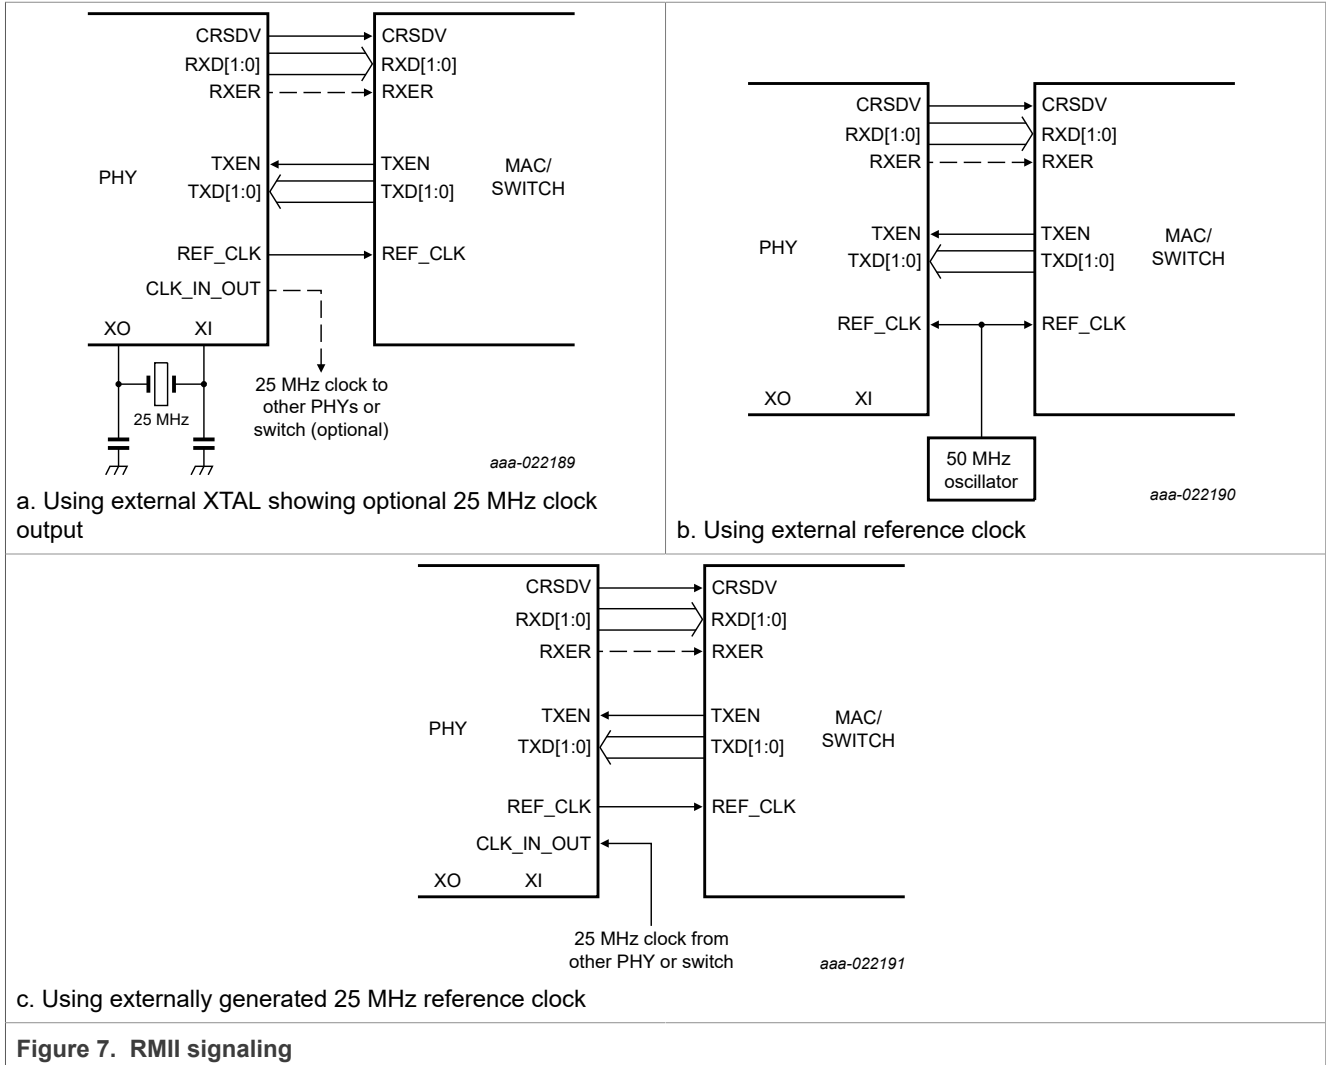 CRSDV CRSDV
RXD[1:0] RXD[1:0]
RXER RXER
TXEN TXEN
PHY
MAC/
SWITCH
TXD[1:0] TXD[1:0]
REF_CLK REF_CLK
CLK_IN_OUT
XO XI
25 MHz
25 MHz clock to
other PHYs or
switch (optional)
aaa-022189
a. Using external XTAL showing optional 25 MHz clock
output
CRSDV CRSDV
RXD[1:0] RXD[1:0]
RXER RXER
TXEN TXEN
PHY
MAC/
SWITCH
TXD[1:0] TXD[1:0]
REF_CLK REF_CLK
XO XI
50 MHz
oscillator
aaa-022190
b. Using external reference clock
CRSDV CRSDV
RXD[1:0] RXD[1:0]
RXER RXER
TXEN TXEN
PHY
MAC/
SWITCH
TXD[1:0] TXD[1:0]
REF_CLK REF_CLK
CLK_IN_OUT
XO XI
25 MHz clock from
other PHY or switch
aaa-022191
c. Using externally generated 25 MHz reference clock
Figure 7. RMII signaling